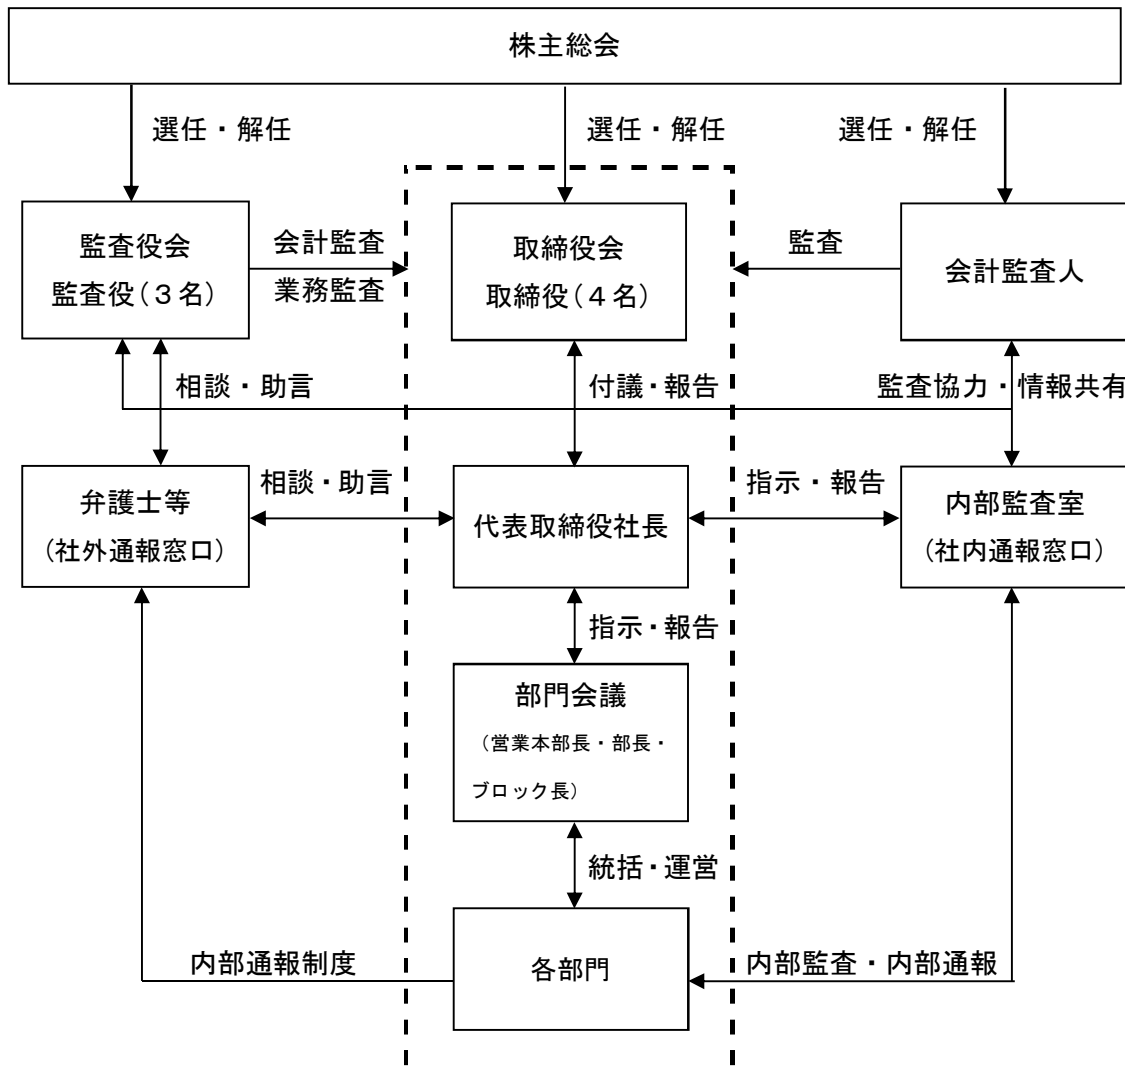 株主総会
選任・解任
選任・解任
選任・解任
監査役会
監査役(3名)
会計監査
業務監査
取締役会
取締役(4名)
監査
会計監査人
相談・助言
付議・報告
監査協力・情報共有
弁護士等
(社外通報窓口)
相談・助言
代表取締役社長
指示・報告
内部監査室
(社内通報窓口)
指示・報告
部門会議
(営業本部長・部長・
ブロック長)
統括・運営
内部通報制度
各部門
内部監査・内部通報